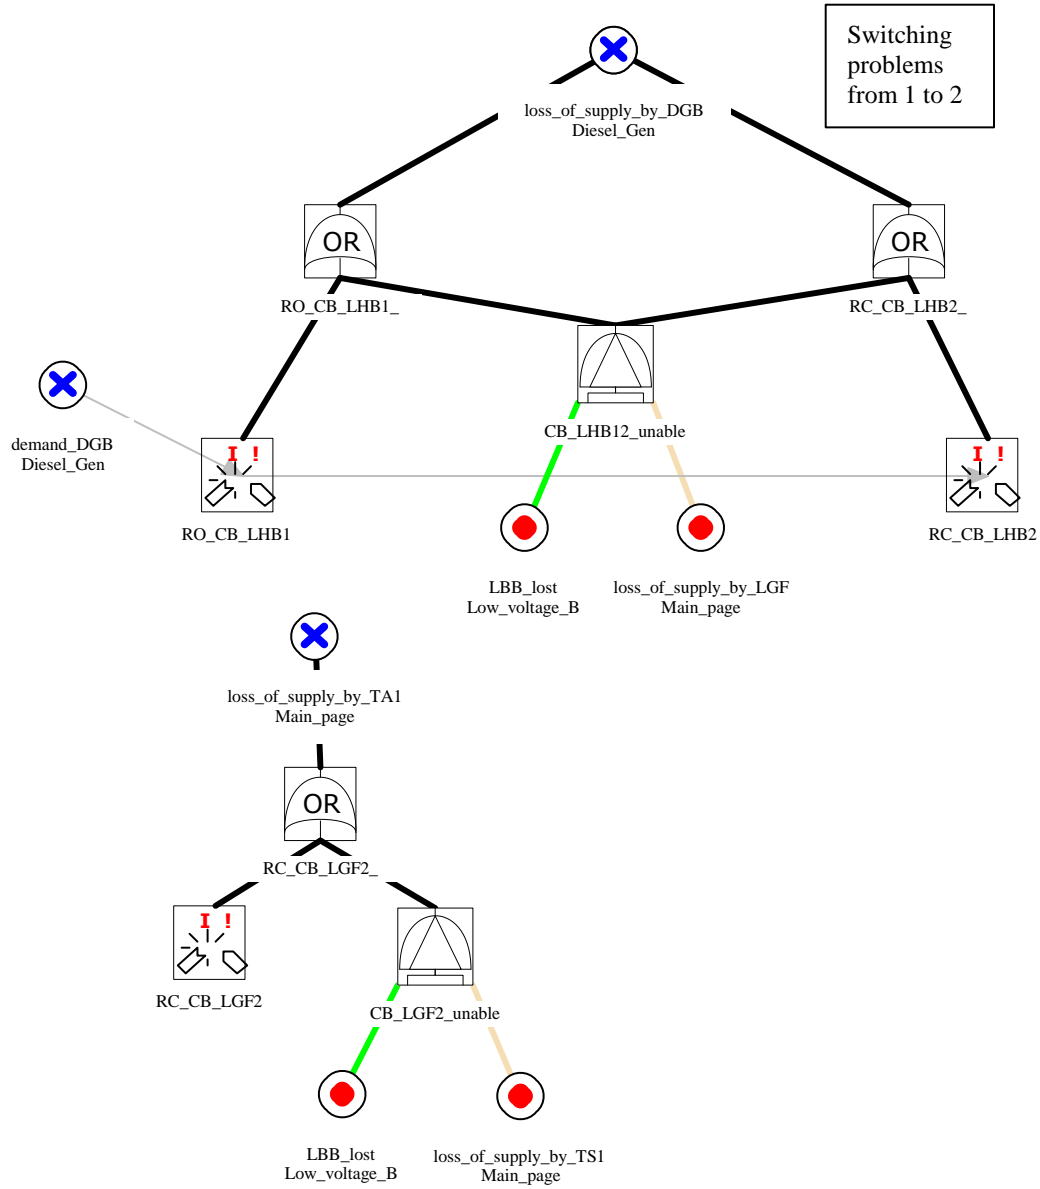 Switching
problems
from 1 to 2
loss_of_supply_by_DGB
Diesel_Gen
OR
OR
RO_CB_LHB1_
RC_CB_LHB2_
demand_DGB
Diesel_Gen
CB_LHB12_unable
I !
I !
RO_CB_LHB1
RC_CB_LHB2
LBB_lost
Low_voltage_B
loss_of_supply_by_LGF
Main_page
loss_of_supply_by_TA1
Main_page
OR
RC_CB_LGF2_
I !
RC_CB_LGF2
CB_LGF2_unable
LBB_lost
Low_voltage_B
loss_of_supply_by_TS1
Main_page